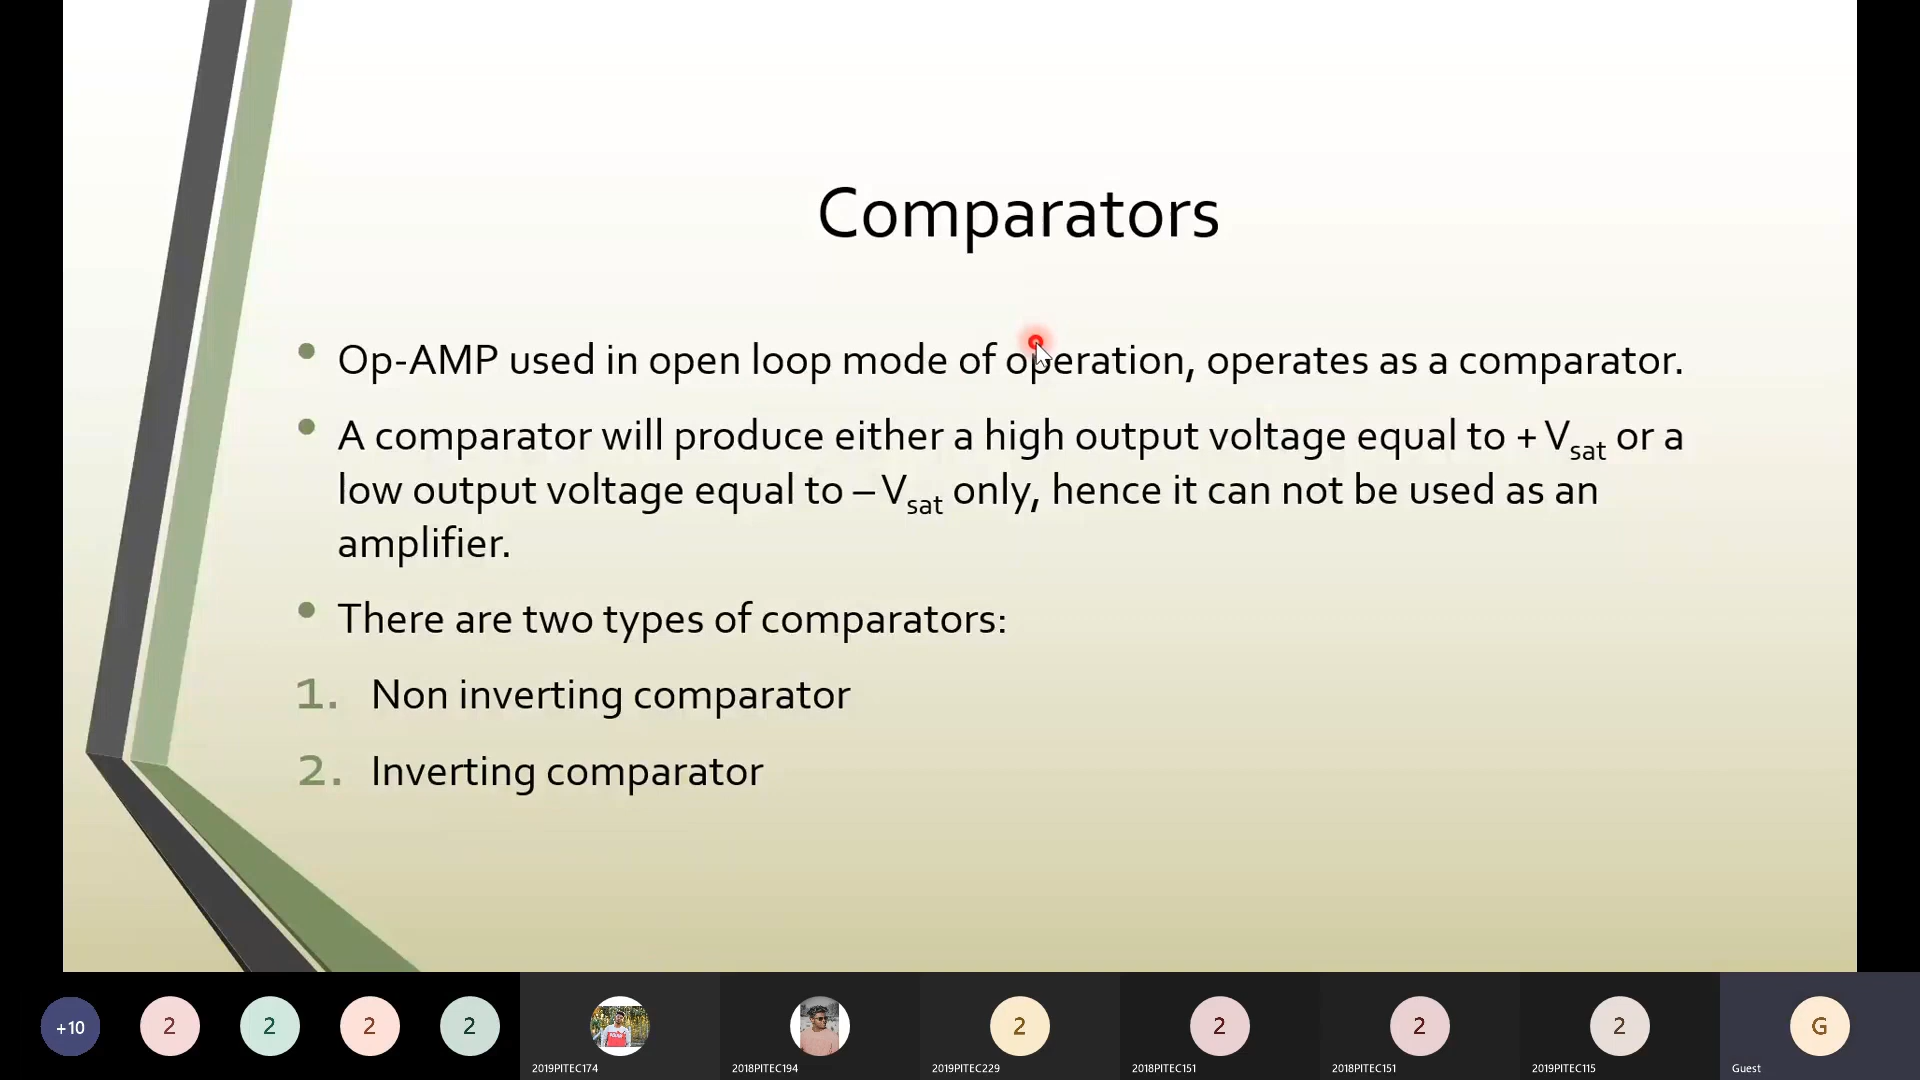 Comparators
• Op-AMP used in open loop mode of operation, operates as a comparator.
• A comparator will produce either a high output voltage equal to + Vsat or a
low output voltage equal to – Vsat only, hence it can not be used as an
amplifier.
• There are two types of comparators:
1. Non inverting comparator
2. Inverting comparator
+10 2 2 2 2 2 2 2 2 G
2019PITEC174 2018PITEC194 2019PITEC229 2018PITEC151 2018PITEC151 2019PITEC115 Guest